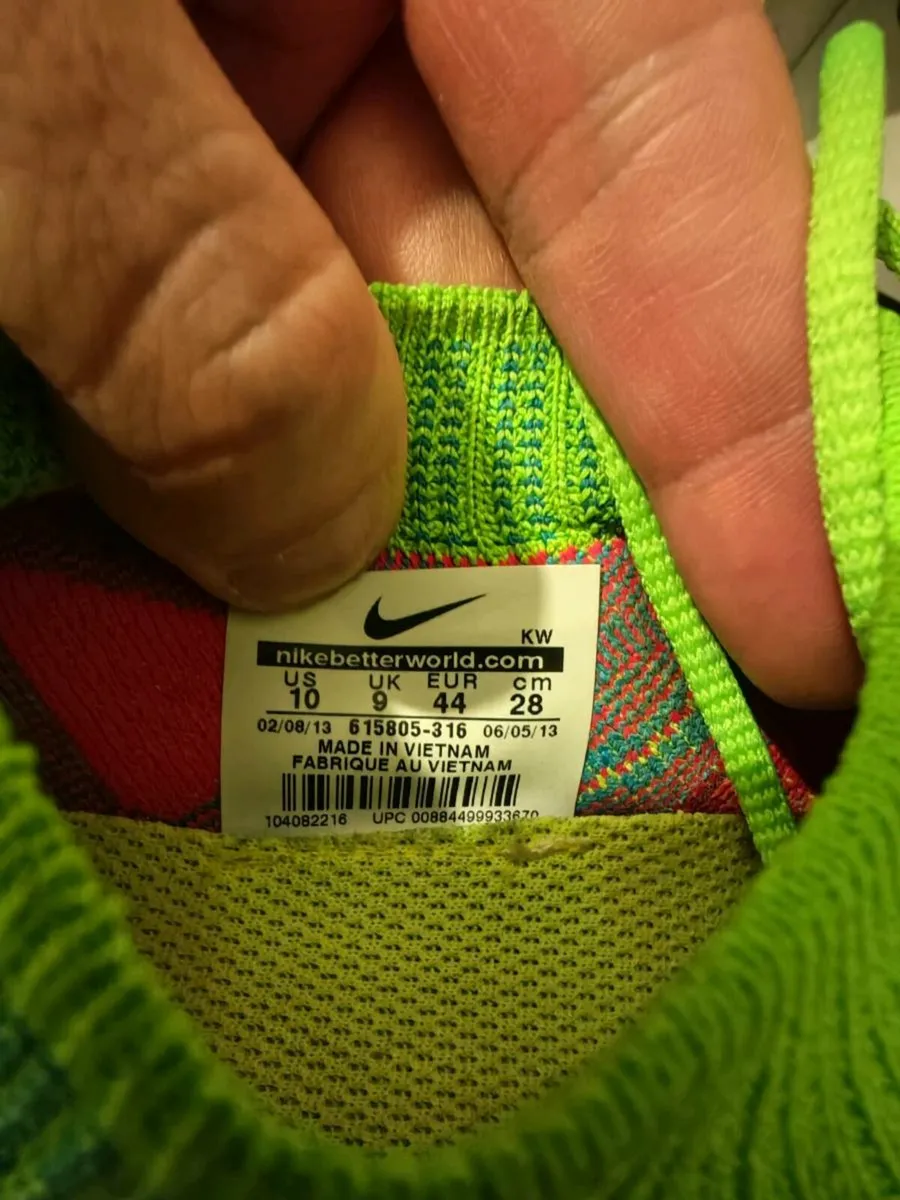 KW
nikebetterworld.com
US UK EUR cm
10 9 44 28
02/08/13 615805-316 06/05/13
MADE IN VIETNAM
FABRIQUE AU VIETNAM
104082216 UPC 00884499933670